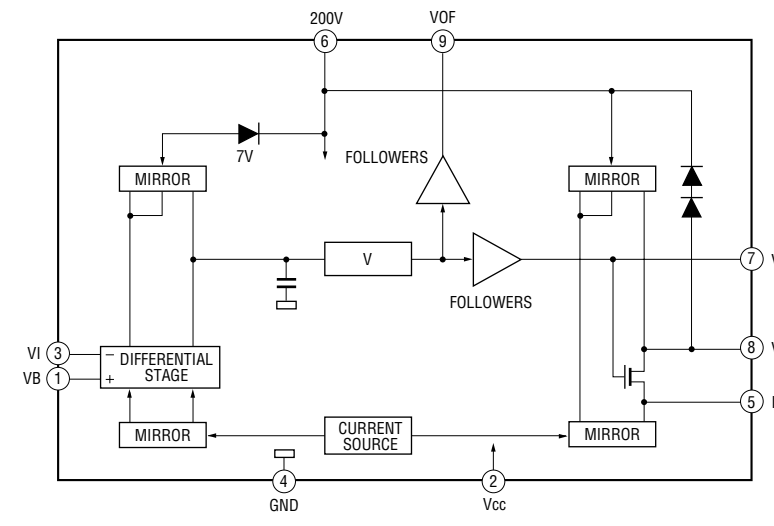 200V
VOF
6
9
7V
FOLLOWERS
MIRROR
MIRROR
V
FOLLOWERS
7
VI 3
- DIFFERENTIAL
STAGE
VB 1
+
8
5
MIRROR
CURRENT
SOURCE
MIRROR
4
GND
2
Vcc